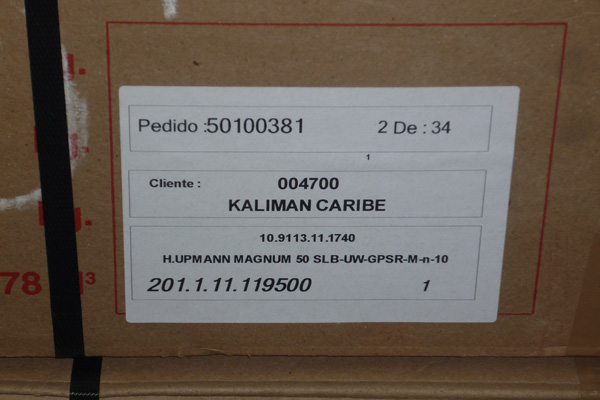 Pedido :50100381 2 De : 34
1
Cliente : 004700
KALIMAN CARIBE
10.9113.11.1740
H.UPMANN MAGNUM 50 SLB-UW-GPSR-M-n-10
201.1.11.119500 1
78 M³